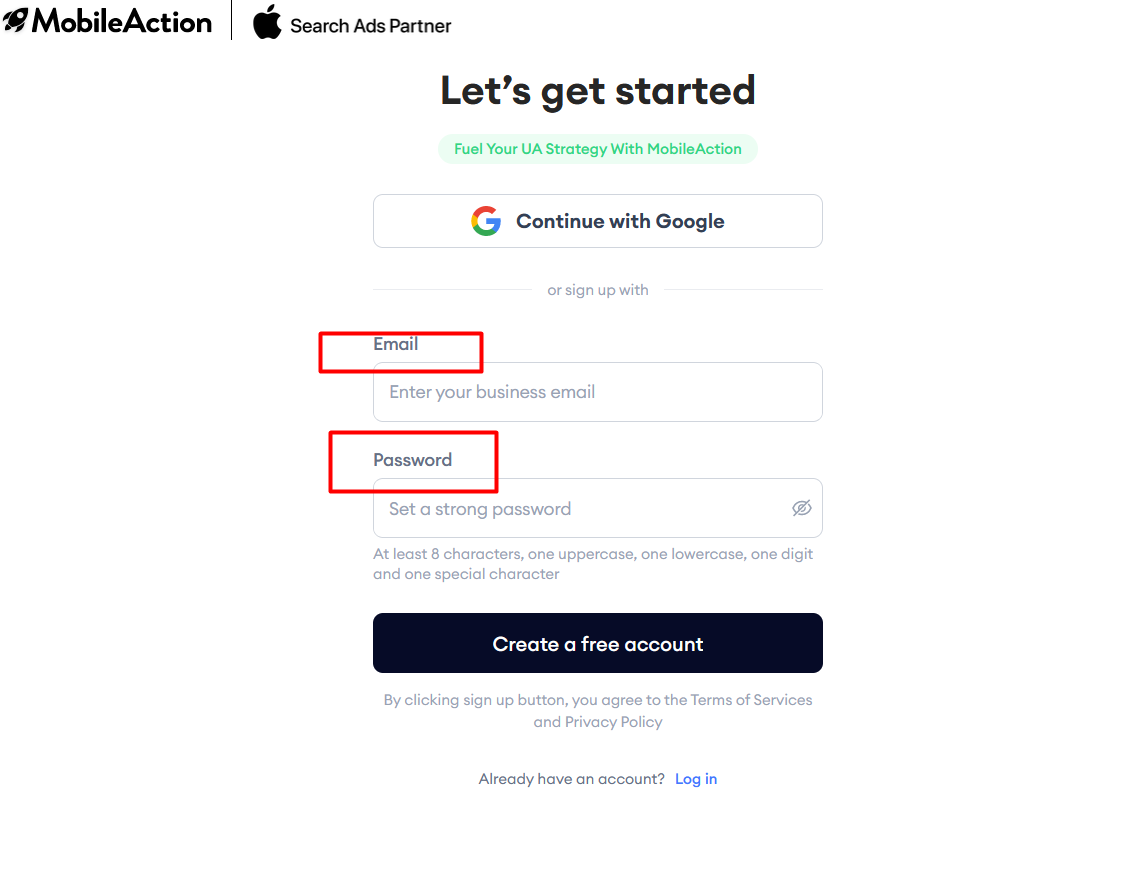 MobileAction
Search Ads Partner
Let’s get started
Fuel Your UA Strategy With MobileAction
Continue with Google
or sign up with
Email
Enter your business email
Password
Set a strong password
At least 8 characters, one uppercase, one lowercase, one digit
and one special character
Create a free account
By clicking sign up button, you agree to the Terms of Services
and Privacy Policy
Already have an account? Log in